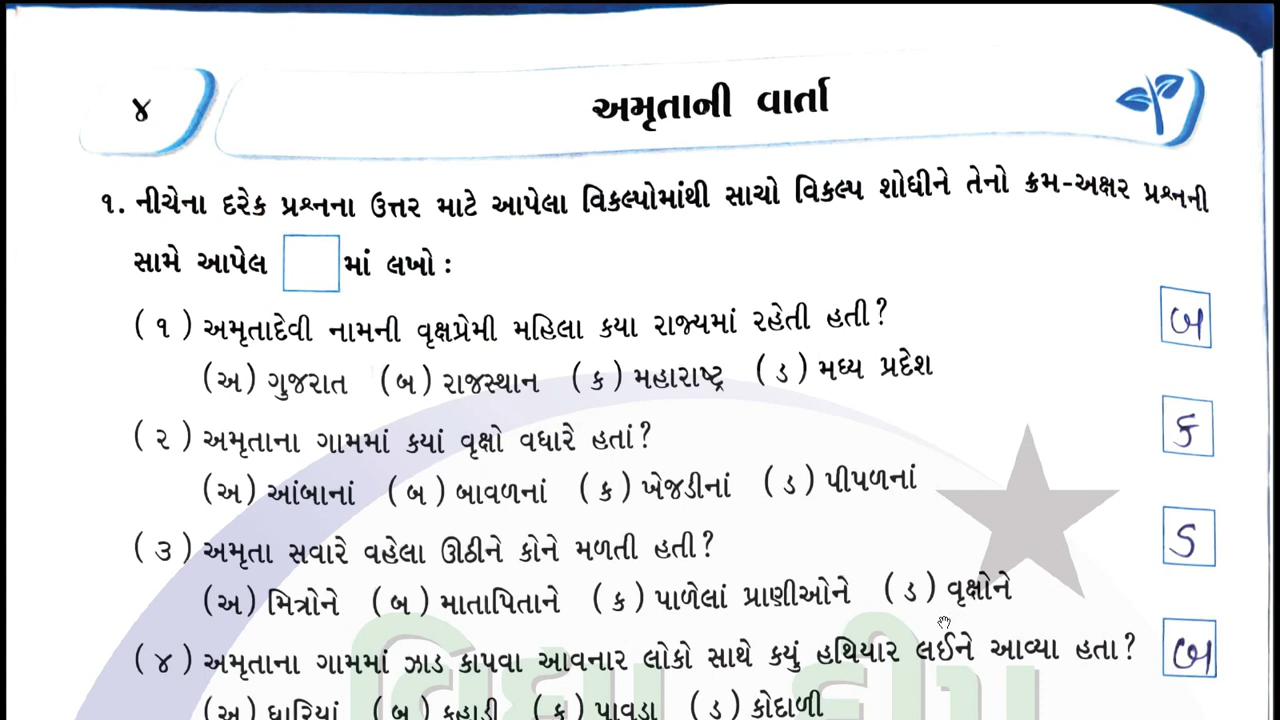 ૪
અમૃતાની વાર્તા
૧. નીચેના દરેક પ્રશ્નના ઉત્તર માટે આપેલા વિકલ્પોમાંથી સાચો વિકલ્પ શોધીને તેનો ક્રમ-અક્ષર પ્રશ્નની
સામે આપેલ માં લખો :
(૧) અમૃતાદેવી નામની વૃક્ષપ્રેમી મહિલા કયા રાજ્યમાં રહેતી હતી? બ
(અ) ગુજરાત (બ) રાજસ્થાન (ક) મહારાષ્ટ્ર (ડ) મધ્ય પ્રદેશ
(૨) અમૃતાના ગામમાં કયાં વૃક્ષો વધારે હતાં? ક
(અ) આંબાનાં (બ) બાવળનાં (ક) ખેજડીનાં (ડ) પીપળનાં
(૩) અમૃતા સવારે વહેલા ઊઠીને કોને મળતી હતી? ડ
(અ) મિત્રોને (બ) માતાપિતાને (ક) પાળેલાં પ્રાણીઓને (ડ) વૃક્ષોને
(૪) અમૃતાના ગામમાં ઝાડ કાપવા આવનાર લોકો સાથે કયું હથિયાર લઈને આવ્યા હતા? બ
(અ) ધારિયાં (બ) કુહાડી (ક) પાવડા (ડ) કોદાળી
વિદ્યા દીપ